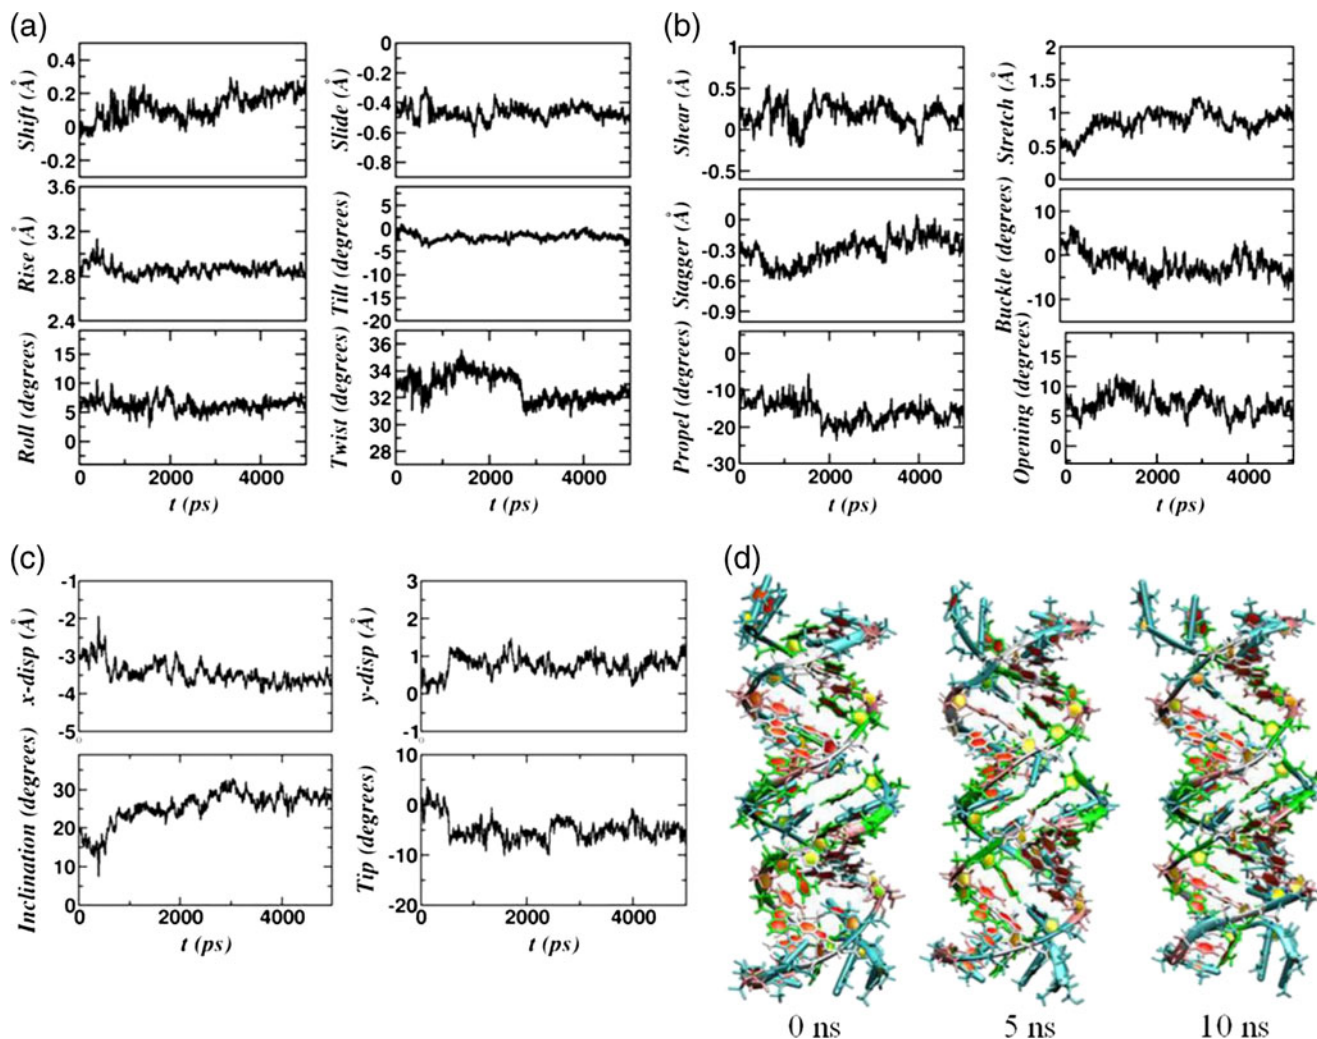 (a)
Shift (Å)
0.4
0.2
0
-0.2
Slide (Å)
0
-0.2
-0.4
-0.6
-0.8
Rise (Å)
3.6
3.2
2.8
2.4
Tilt (degrees)
5
0
-5
-10
-15
-20
Roll (degrees)
15
10
5
0
Twist (degrees)
36
34
32
30
28
0 2000 4000
t (ps)
0 2000 4000
t (ps)
(b)
Shear (Å)
1
0.5
0
-0.5
Stretch (Å)
2
1.5
1
0.5
0
Stagger (Å)
0
-0.3
-0.6
-0.9
Buckle (degrees)
10
0
-10
Propel (degrees)
0
-10
-20
-30
Opening (degrees)
15
10
5
0
0 2000 4000
t (ps)
0 2000 4000
t (ps)
(c)
x-disp (Å)
-1
-2
-3
-4
-5
y-disp (Å)
3
2
1
0
-1
Inclination (degrees)
30
20
10
0
Tip (degrees)
10
0
-10
-20
0 2000 4000
t (ps)
0 2000 4000
t (ps)
(d)
0 ns
5 ns
10 ns